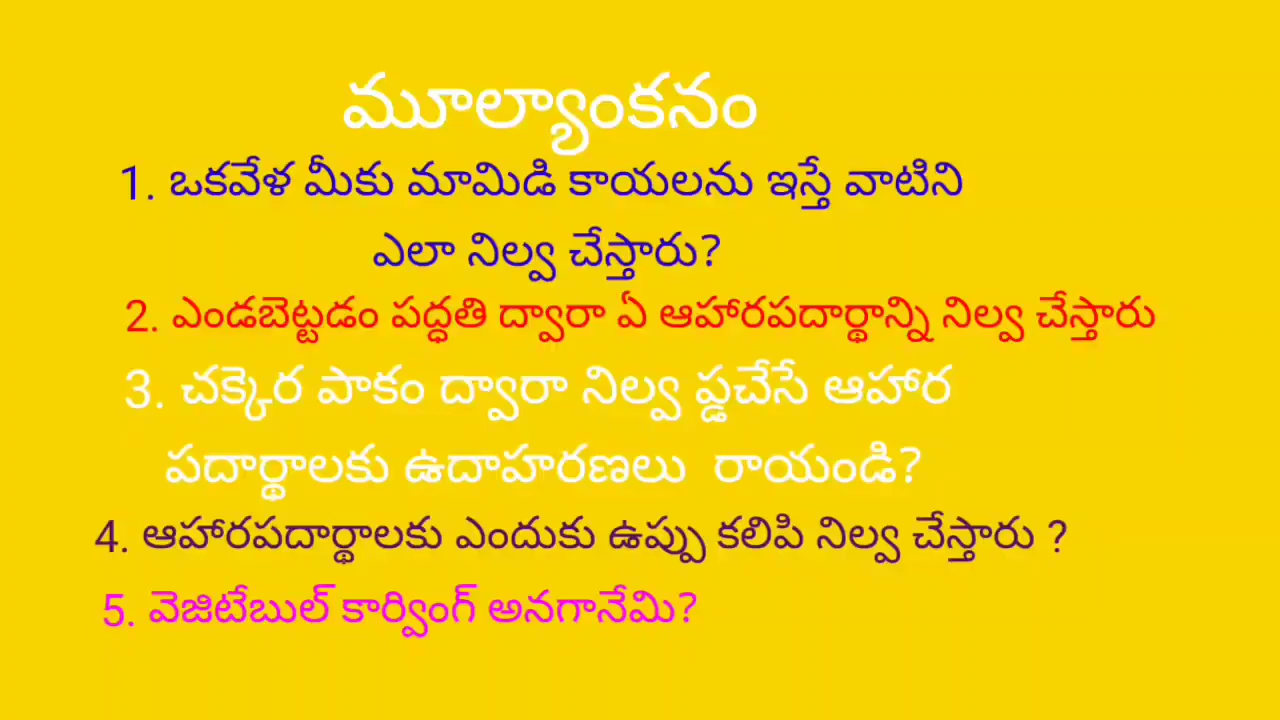 మూల్యాంకనం
1. ఒకవేళ మీకు మామిడి కాయలను ఇస్తే వాటిని
ఎలా నిల్వ చేస్తారు?
2. ఎండబెట్టడం పద్ధతి ద్వారా ఏ ఆహారపదార్థాన్ని నిల్వ చేస్తారు
3. చక్కెర పాకం ద్వారా నిల్వ ప్డచేసే ఆహార
పదార్థాలకు ఉదాహరణలు రాయండి?
4. ఆహారపదార్థాలకు ఎందుకు ఉప్పు కలిపి నిల్వ చేస్తారు ?
5. వెజిటేబుల్ కార్వింగ్ అనగానేమి?